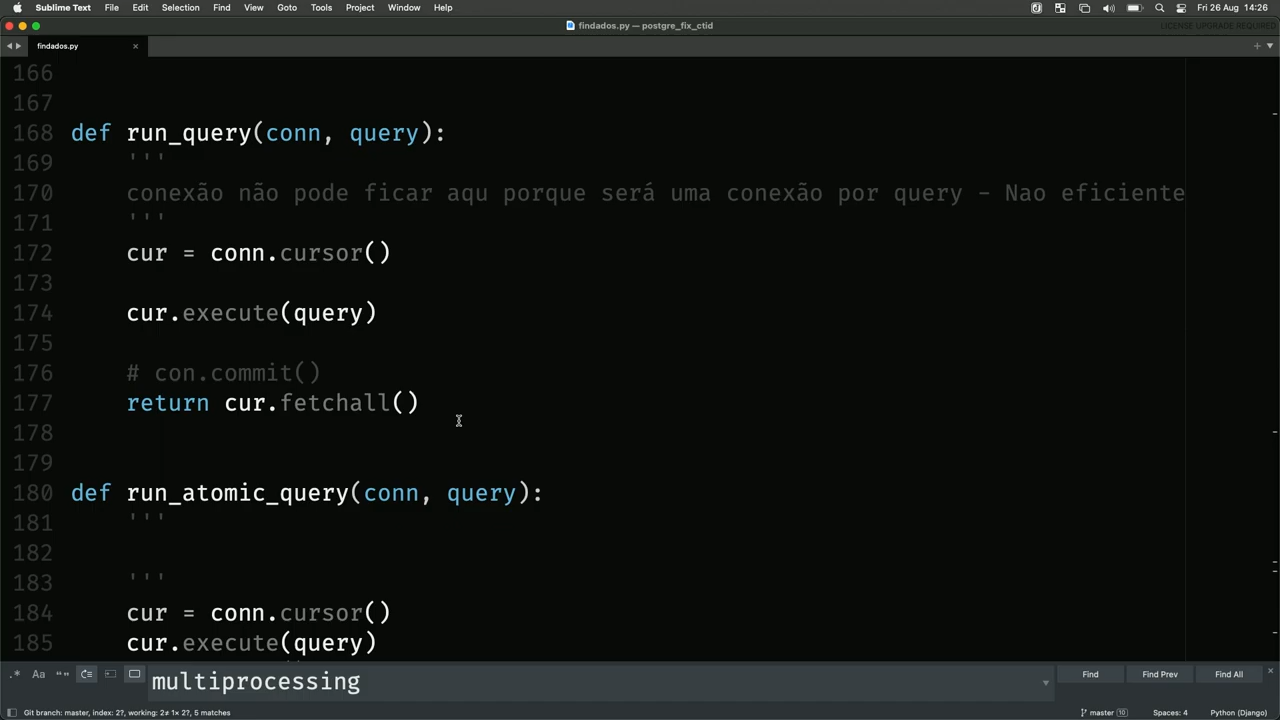 Sublime Text File Edit Selection Find View Goto Tools Project Window Help Fri 26 Aug 14:26
findados.py — postgre_fix_ctid LICENSE UPGRADE REQUIRED
findados.py
166
167
168 def run_query(conn, query):
169 '''
170 conexão não pode ficar aqu porque será uma conexão por query - Nao eficiente
171 '''
172 cur = conn.cursor()
173
174 cur.execute(query)
175
176 # con.commit()
177 return cur.fetchall()
178
179
180 def run_atomic_query(conn, query):
181 '''
182
183 '''
184 cur = conn.cursor()
185 cur.execute(query)
.* Aa “” multiprocessing Find Find Prev Find All
Git branch: master, index: 2?, working: 2≠ 1× 2?, 5 matches master 10 Spaces: 4 Python (Django)